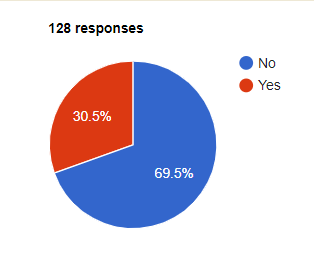 128 responses
No
Yes
30.5%
69.5%